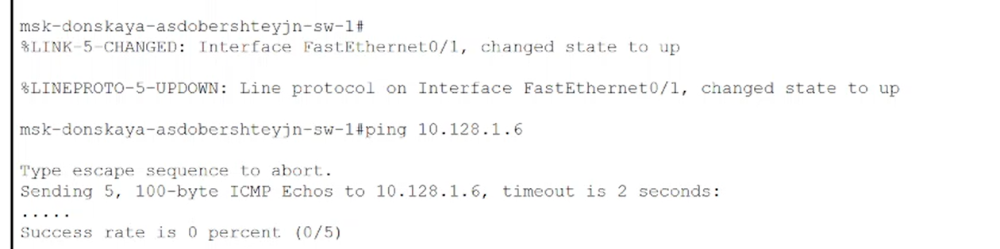 msk-donskaya-asdobershteyjn-sw-1#
%LINK-5-CHANGED: Interface FastEthernet0/1, changed state to up
%LINEPROTO-5-UPDOWN: Line protocol on Interface FastEthernet0/1, changed state to up
msk-donskaya-asdobershteyjn-sw-1#ping 10.128.1.6
Type escape sequence to abort.
Sending 5, 100-byte ICMP Echos to 10.128.1.6, timeout is 2 seconds:
.....
Success rate is 0 percent (0/5)